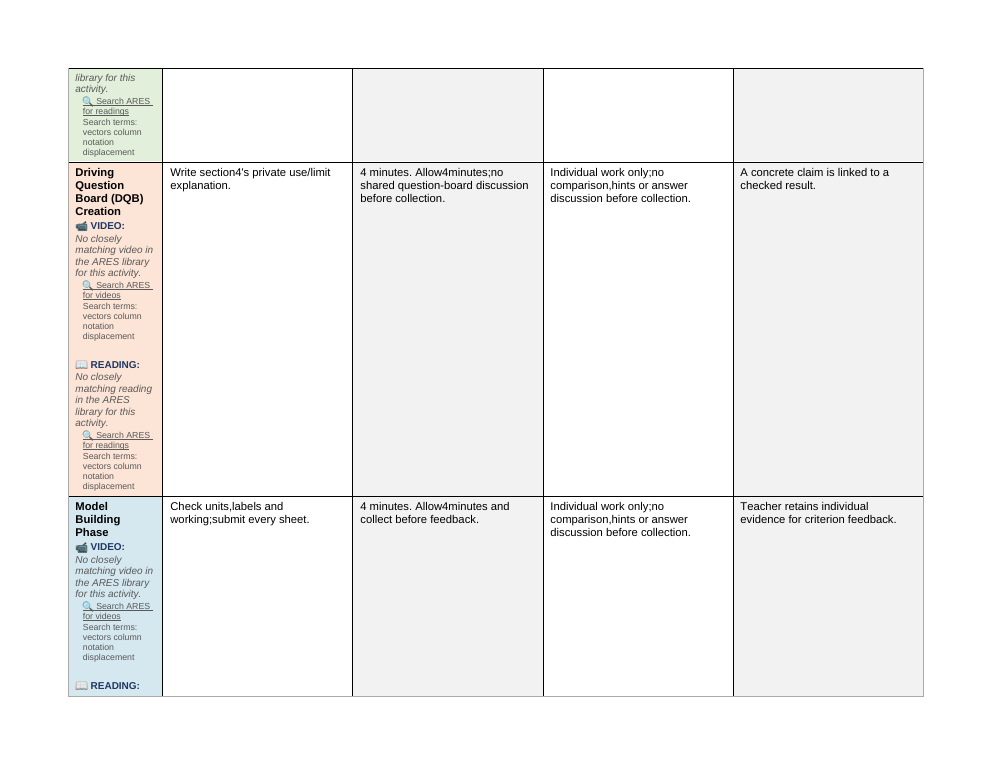 library for this
activity.
🔍 Search ARES
for readings
Search terms:
vectors column
notation
displacement
Driving
Question
Board (DQB)
Creation
📹 VIDEO:
No closely
matching video in
the ARES library
for this activity.
🔍 Search ARES
for videos
Search terms:
vectors column
notation
displacement
📖 READING:
No closely
matching reading
in the ARES
library for this
activity.
🔍 Search ARES
for readings
Search terms:
vectors column
notation
displacement
Write section4's private use/limit
explanation.
4 minutes. Allow4minutes;no
shared question-board discussion
before collection.
Individual work only;no
comparison,hints or answer
discussion before collection.
A concrete claim is linked to a
checked result.
Model
Building
Phase
📹 VIDEO:
No closely
matching video in
the ARES library
for this activity.
🔍 Search ARES
for videos
Search terms:
vectors column
notation
displacement
📖 READING:
Check units,labels and
working;submit every sheet.
4 minutes. Allow4minutes and
collect before feedback.
Individual work only;no
comparison,hints or answer
discussion before collection.
Teacher retains individual
evidence for criterion feedback.